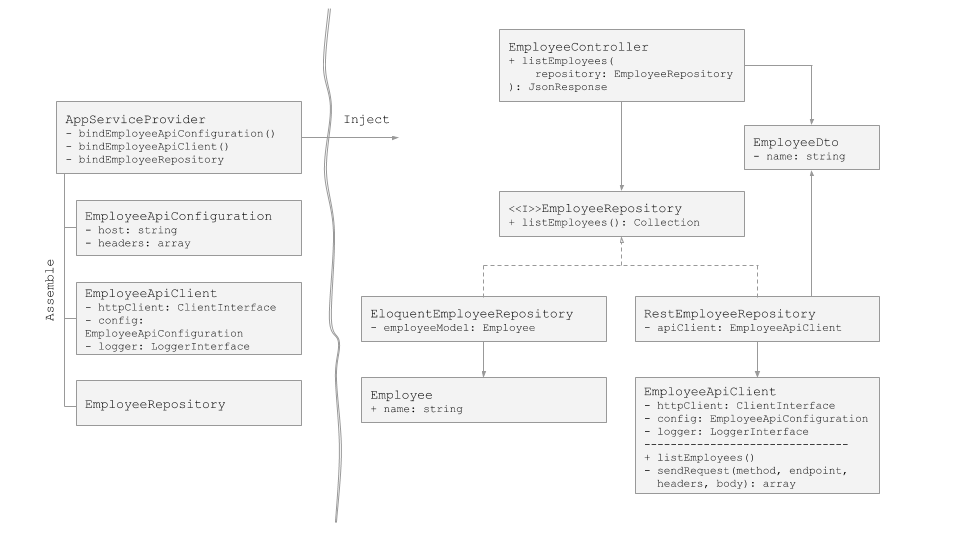 AppServiceProvider
- bindEmployeeApiConfiguration()
- bindEmployeeApiClient()
- bindEmployeeRepository
Assemble
EmployeeApiConfiguration
- host: string
- headers: array
EmployeeApiClient
- httpClient: ClientInterface
- config:
EmployeeApiConfiguration
- logger: LoggerInterface
EmployeeRepository
Inject
EmployeeController
+ listEmployees(
repository: EmployeeRepository
): JsonResponse
EmployeeDto
- name: string
<<I>>EmployeeRepository
+ listEmployees(): Collection
EloquentEmployeeRepository
- employeeModel: Employee
RestEmployeeRepository
- apiClient: EmployeeApiClient
Employee
+ name: string
EmployeeApiClient
- httpClient: ClientInterface
- config: EmployeeApiConfiguration
- logger: LoggerInterface
-------------------------------
+ listEmployees()
- sendRequest(method, endpoint,
headers, body): array